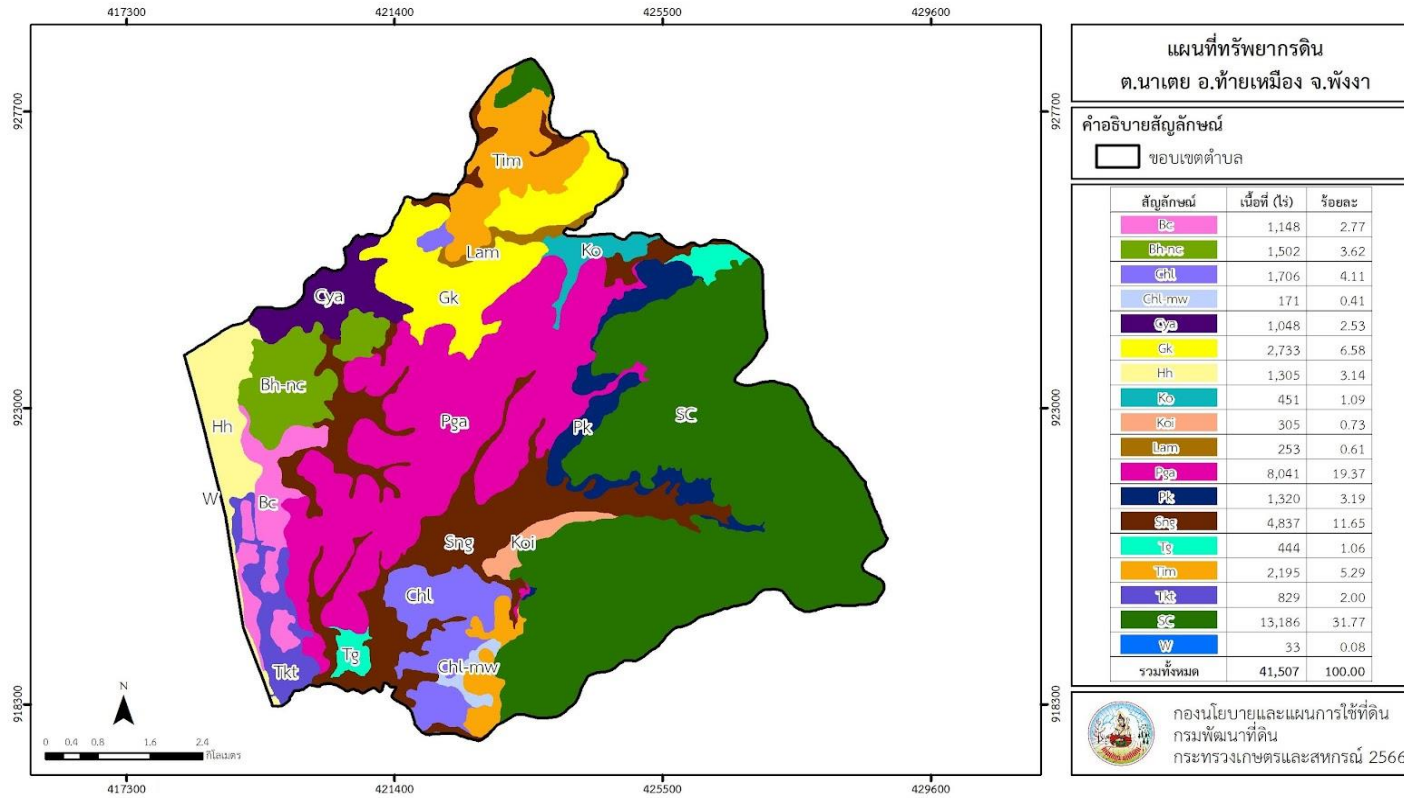 417300 421400 425500 429600
927700 927700
923000 923000
918300 918300
417300 421400 425500 429600
Tim
Lam
Ko
Cya
Gk
Bh-nc
Hh
Pga
Pk
SC
W
Bc
Sng
Koi
Chl
Tg
Chl-mw
Tkt
N
0 0.4 0.8 1.6 2.4
กิโลเมตร
แผนที่ทรัพยากรดิน
ต.นาเตย อ.ท้ายเหมือง จ.พังงา
คำอธิบายสัญลักษณ์
ขอบเขตตำบล
สัญลักษณ์ เนื้อที่ (ไร่) ร้อยละ
Bc 1,148 2.77
Bh-nc 1,502 3.62
Chl 1,706 4.11
Chl-mw 171 0.41
Cya 1,048 2.53
Gk 2,733 6.58
Hh 1,305 3.14
Ko 451 1.09
Koi 305 0.73
Lam 253 0.61
Pga 8,041 19.37
Pk 1,320 3.19
Sng 4,837 11.65
Tg 444 1.06
Tim 2,195 5.29
Tkt 829 2.00
SC 13,186 31.77
W 33 0.08
รวมทั้งหมด 41,507 100.00
กองนโยบายและแผนการใช้ที่ดิน
กรมพัฒนาที่ดิน
กระทรวงเกษตรและสหกรณ์ 2566